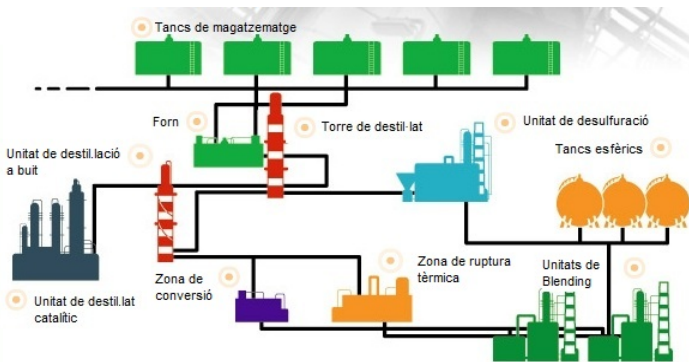 Tancs de magatzematge
Forn
Torre de destil·lat
Unitat de desulfuració
Tancs esfèrics
Unitat de destil.lació
a buit
Zona de
conversió
Zona de ruptura
tèrmica
Unitats de
Blending
Unitat de destil.lat
catalític